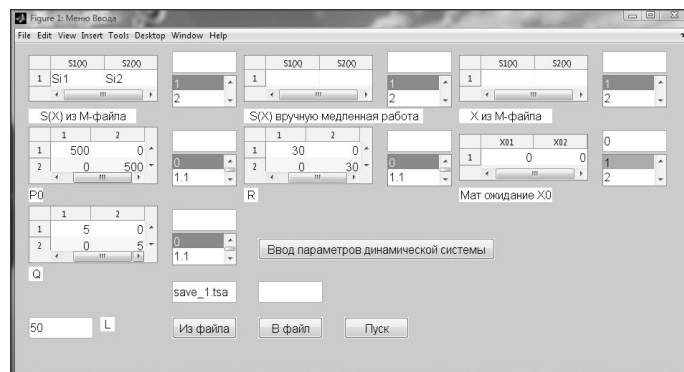 Figure 1: Меню Ввода
File Edit View Insert Tools Desktop Window Help
S1(X) S2(X)
1 Si1 Si2
1
2
S(X) из М-файла
S1(X) S2(X)
1
1
2
S(X) вручную медленная работа
S1(X) S2(X)
1
1
2
X из М-файла
1 2
1 500 0
2 0 500
0
1.1
P0
1 2
1 30 0
2 0 30
0
1.1
R
X01 X02
1 0 0
0
1
2
Мат ожидание X0
1 2
1 5 0
2 0 5
0
1.1
Q
Ввод параметров динамической системы
save_1.tsa
50 L Из файла В файл Пуск